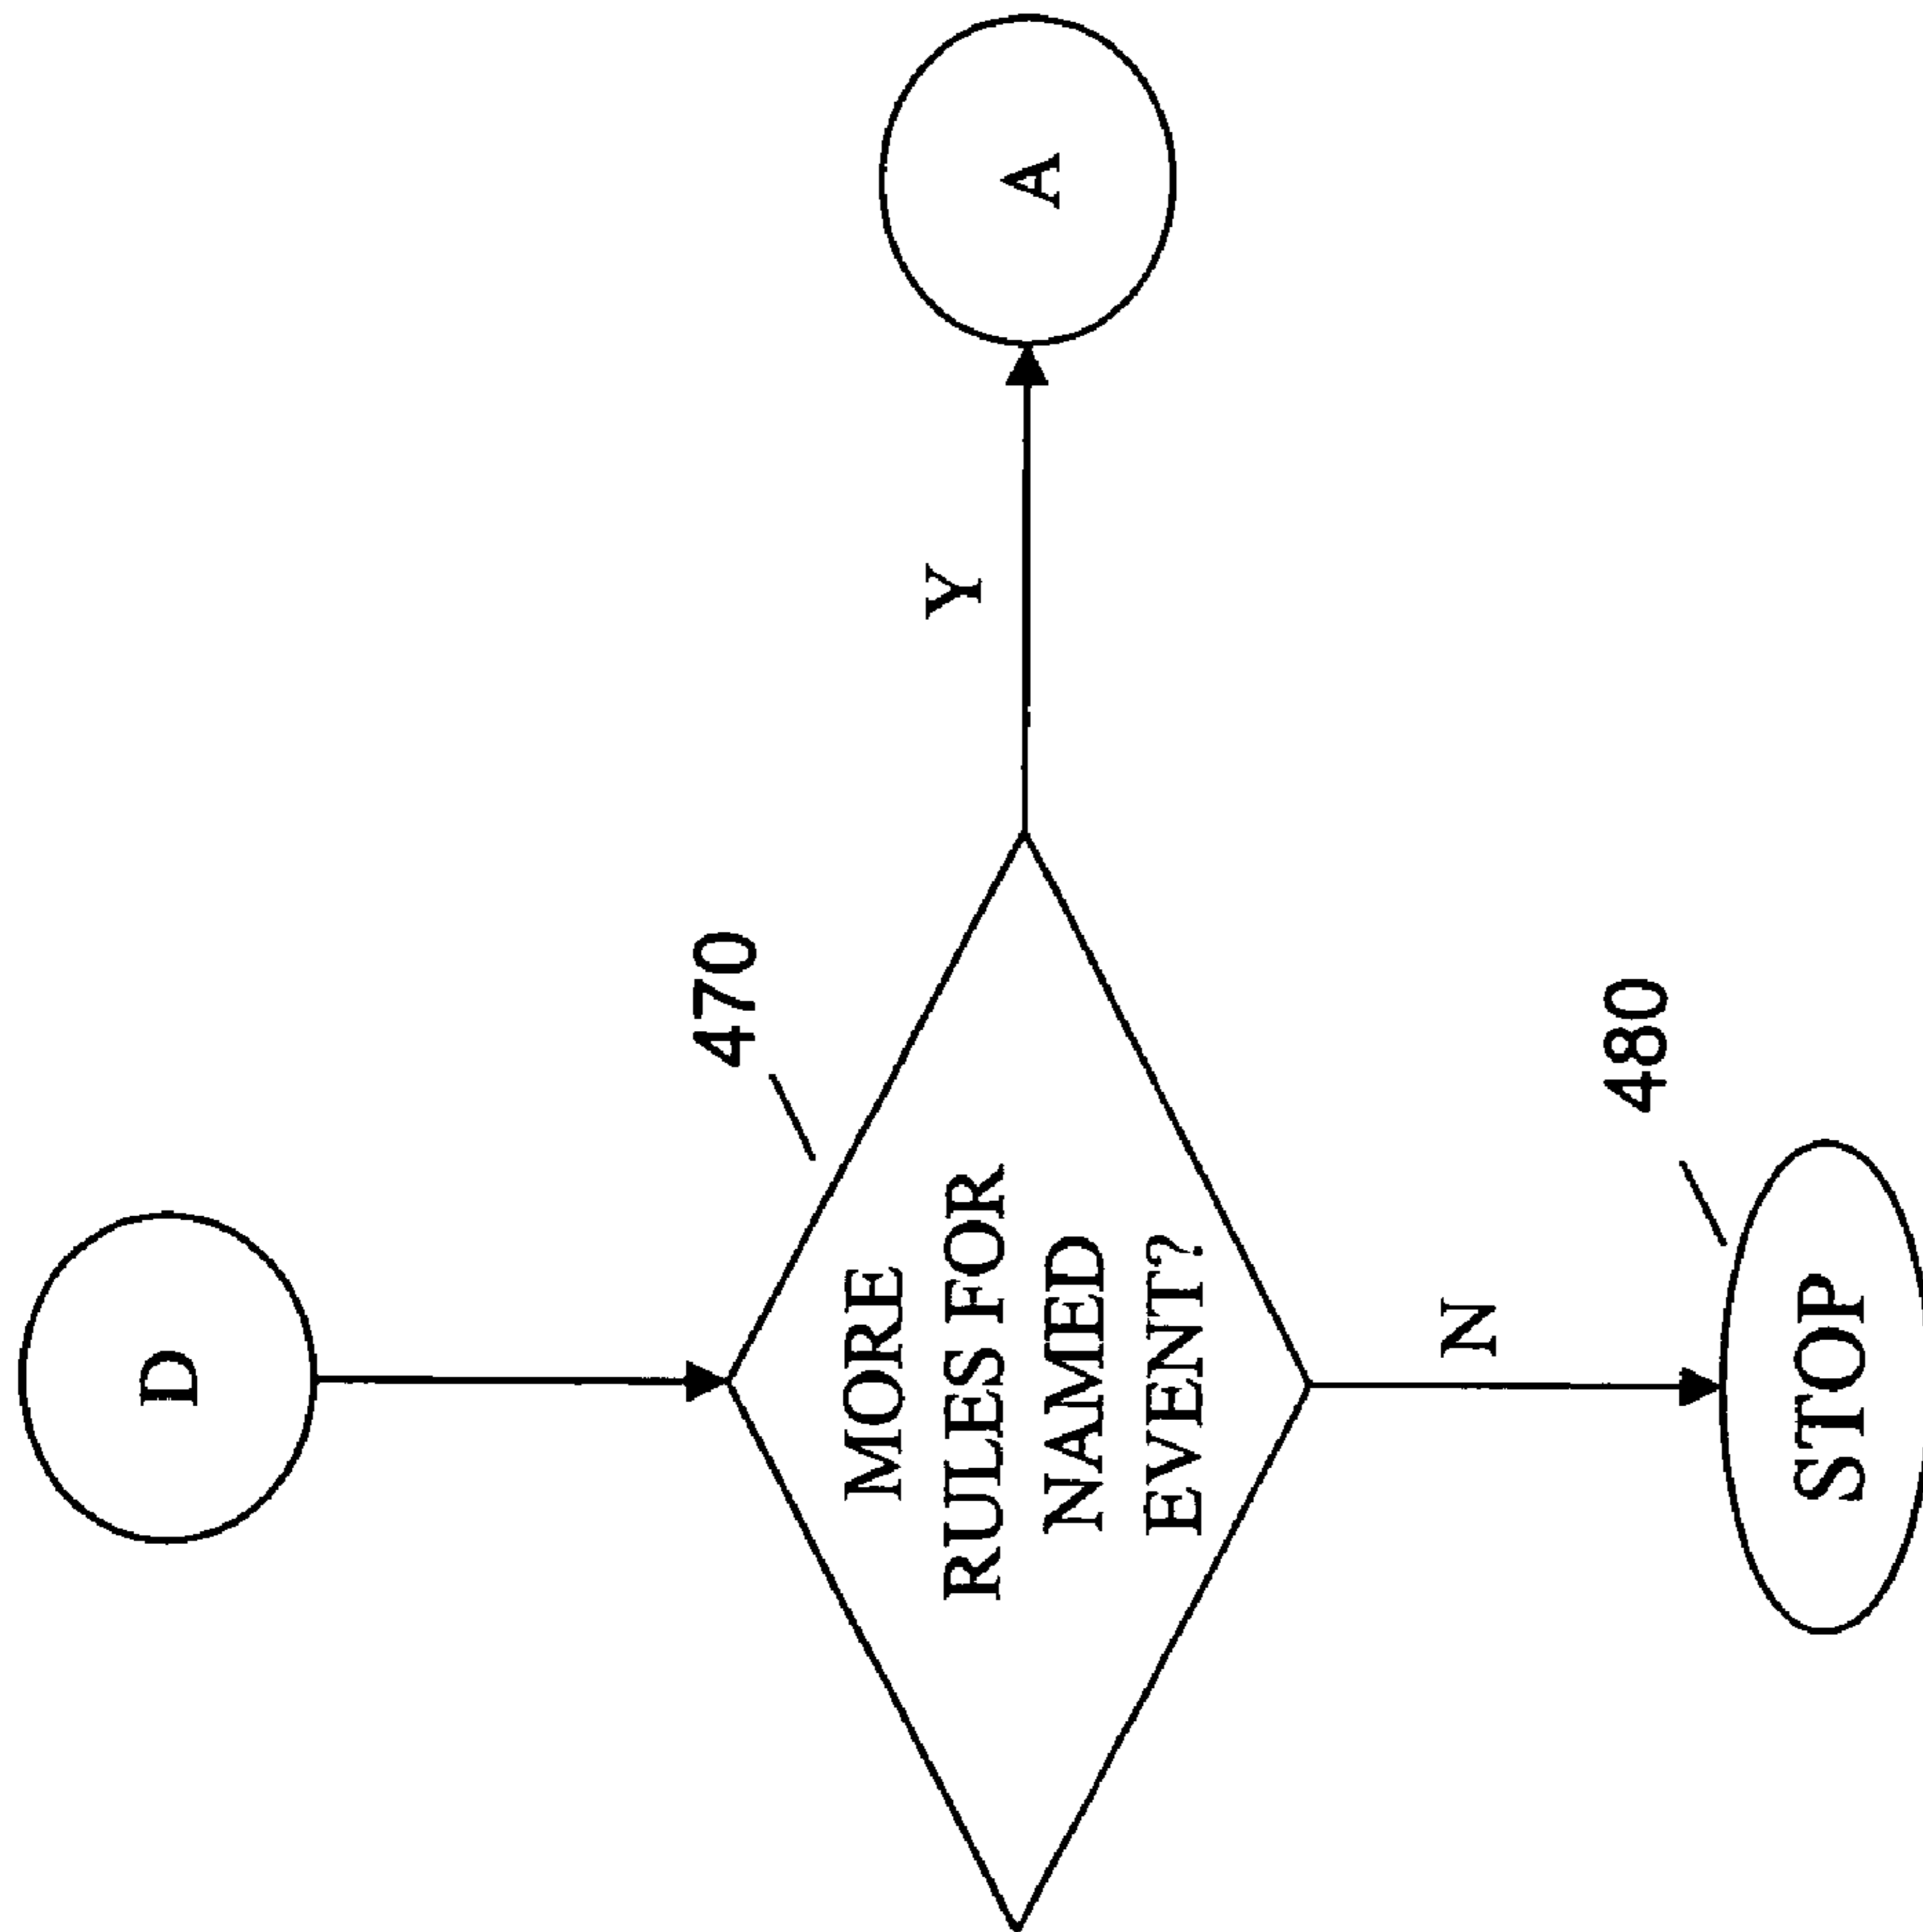 D
470
MORE
RULES FOR
NAMED
EVENT?
Y
A
N
480
STOP